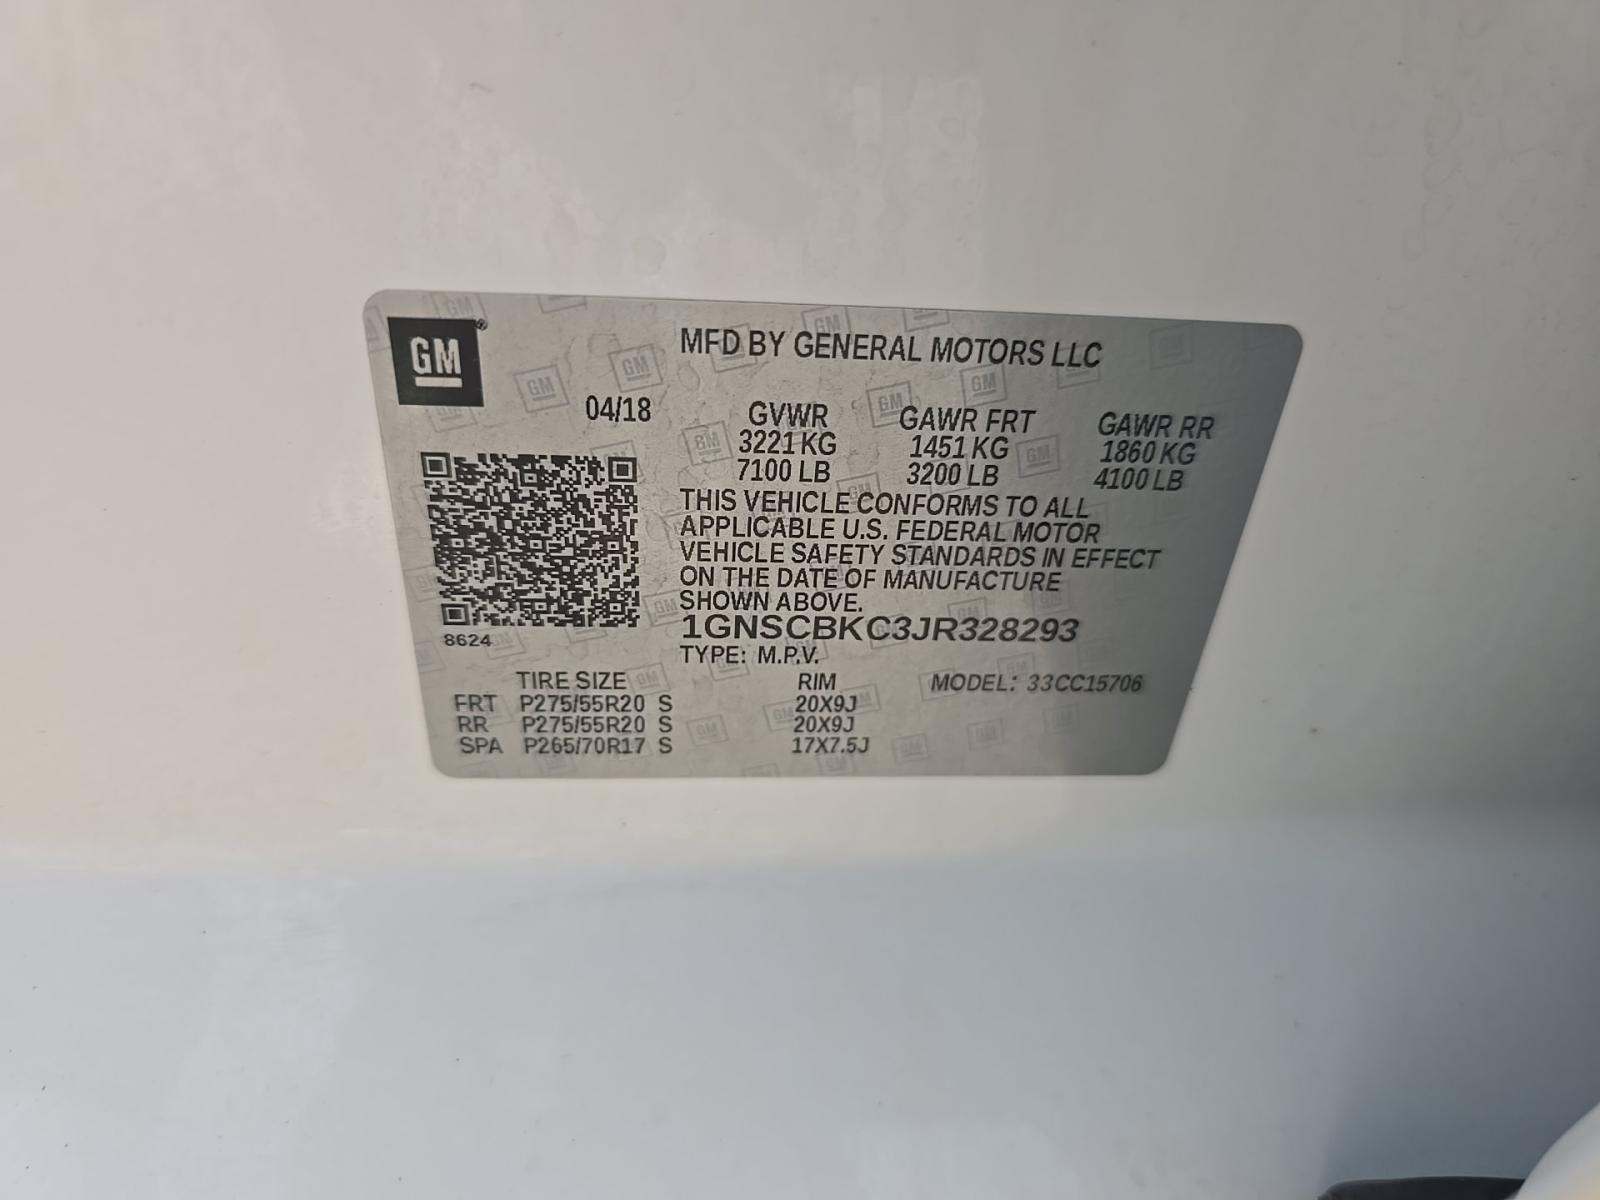 GM®
MFD BY GENERAL MOTORS LLC
04/18
GVWR GAWR FRT GAWR RR
3221 KG 1451 KG 1860 KG
7100 LB 3200 LB 4100 LB
THIS VEHICLE CONFORMS TO ALL
APPLICABLE U.S. FEDERAL MOTOR
VEHICLE SAFETY STANDARDS IN EFFECT
ON THE DATE OF MANUFACTURE
SHOWN ABOVE.
8624
1GNSCBKC3JR328293
TYPE: M.P.V.
TIRE SIZE RIM MODEL: 33CC15706
FRT P275/55R20 S 20X9J
RR P275/55R20 S 20X9J
SPA P265/70R17 S 17X7.5J